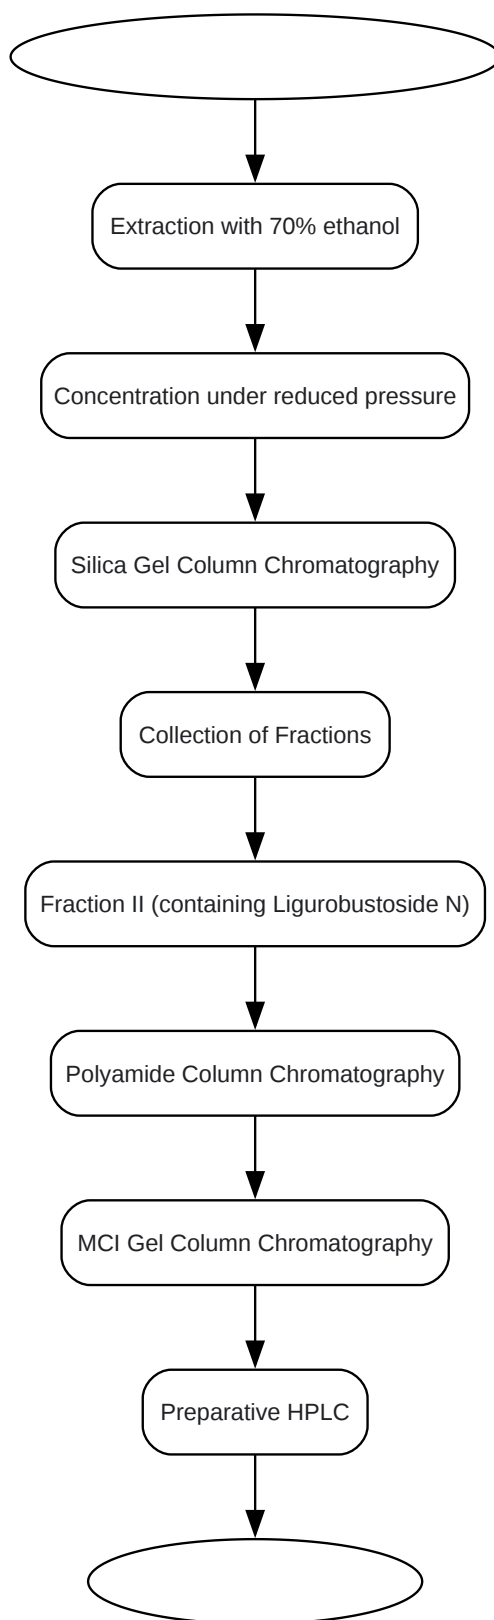 Extraction with 70% ethanol
Concentration under reduced pressure
Silica Gel Column Chromatography
Collection of Fractions
Fraction II (containing Ligurobustoside N)
Polyamide Column Chromatography
MCI Gel Column Chromatography
Preparative HPLC